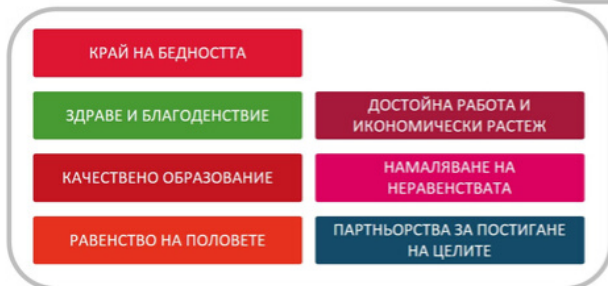 КРАЙ НА БЕДНОСТТА
ЗДРАВЕ И БЛАГОДЕНСТВИЕ
КАЧЕСТВЕНО ОБРАЗОВАНИЕ
РАВЕНСТВО НА ПОЛОВЕТЕ
ДОСТОЙНА РАБОТА И
ИКОНОМИЧЕСКИ РАСТЕЖ
НАМАЛЯВАНЕ НА
НЕРАВЕНСТВАТА
ПАРТНЬОРСТВА ЗА ПОСТИГАНЕ
НА ЦЕЛИТЕ